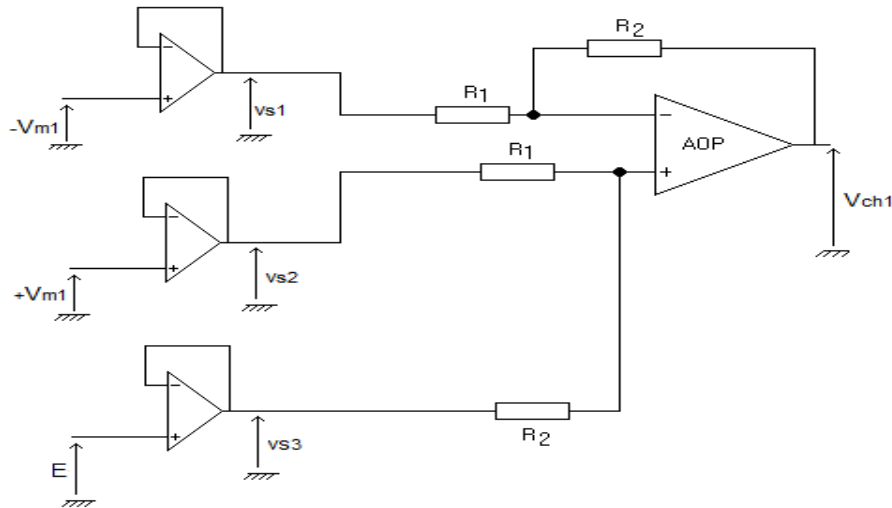 R2
R1
-
+
-Vm1
vs1
-
AOP
+
R1
Vch1
-
+
+Vm1
vs2
-
+
R2
E
vs3